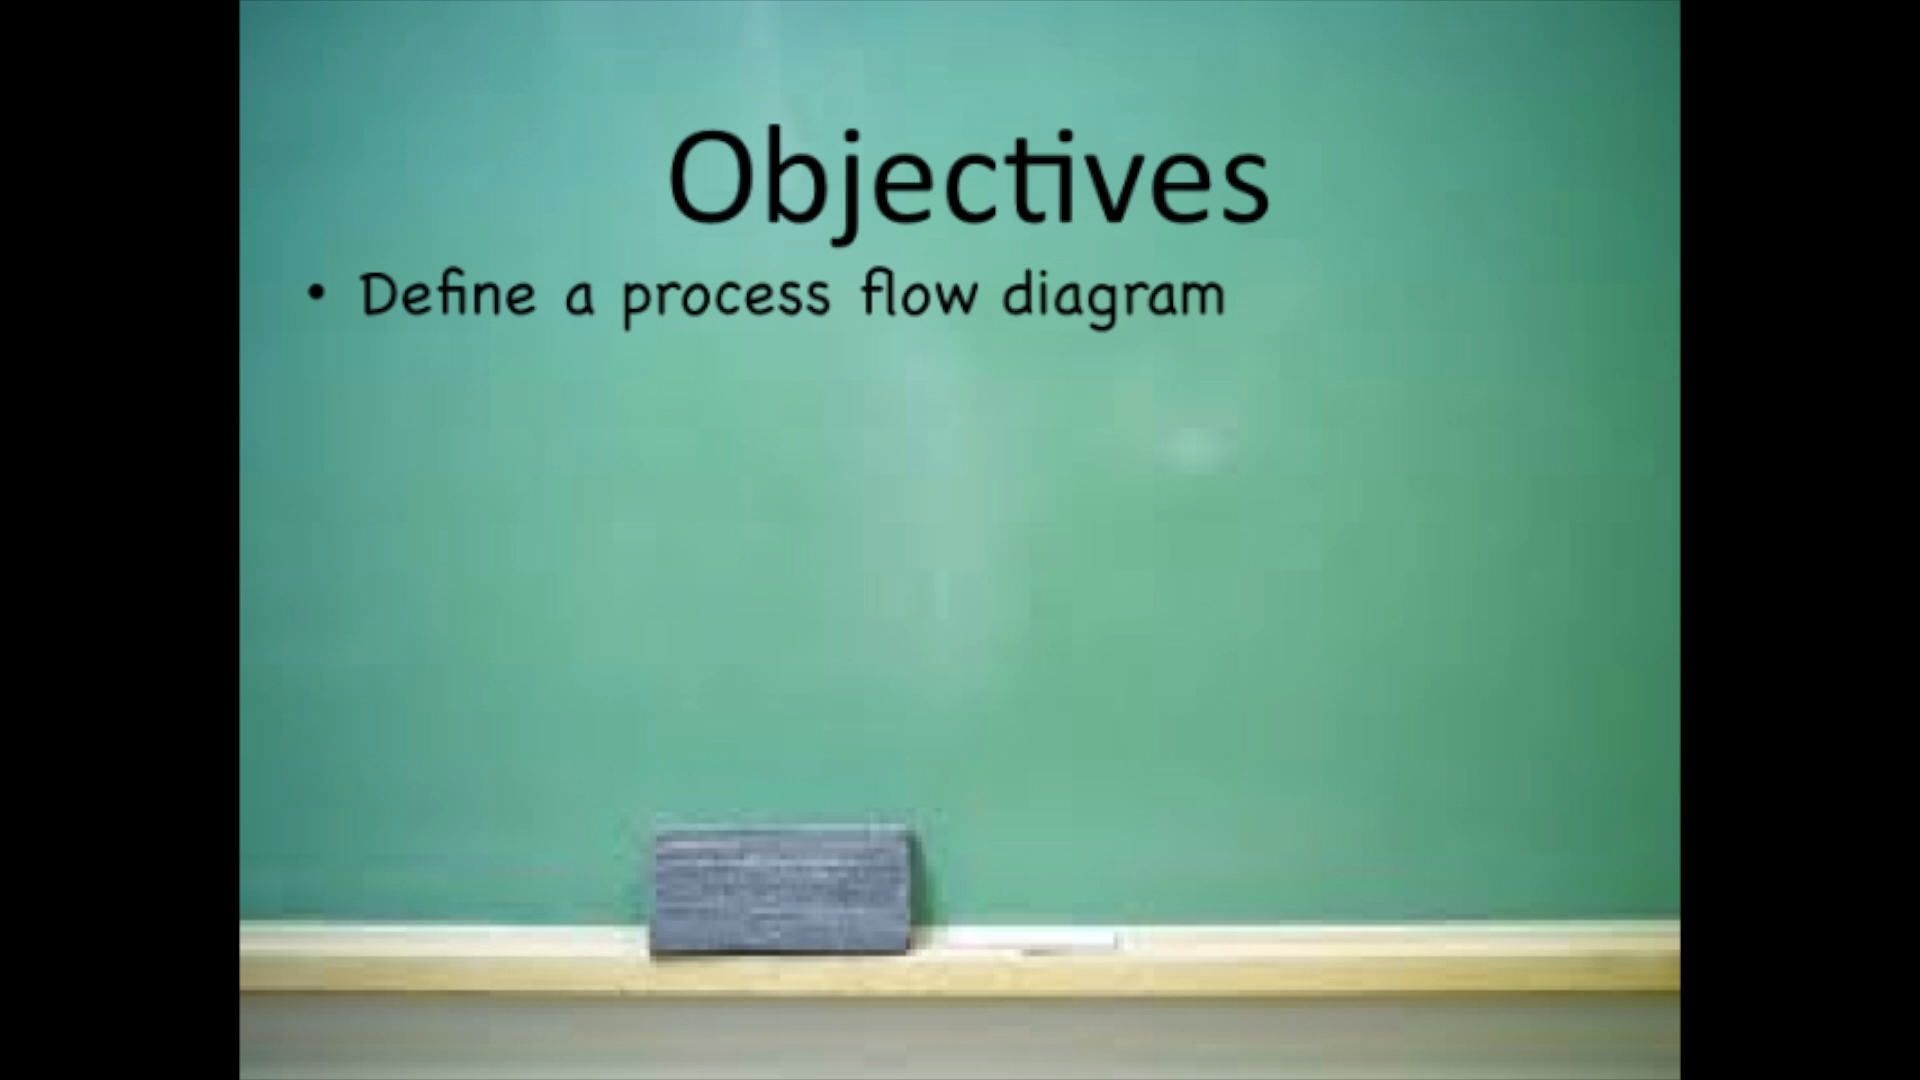 Objectives
• Define a process flow diagram